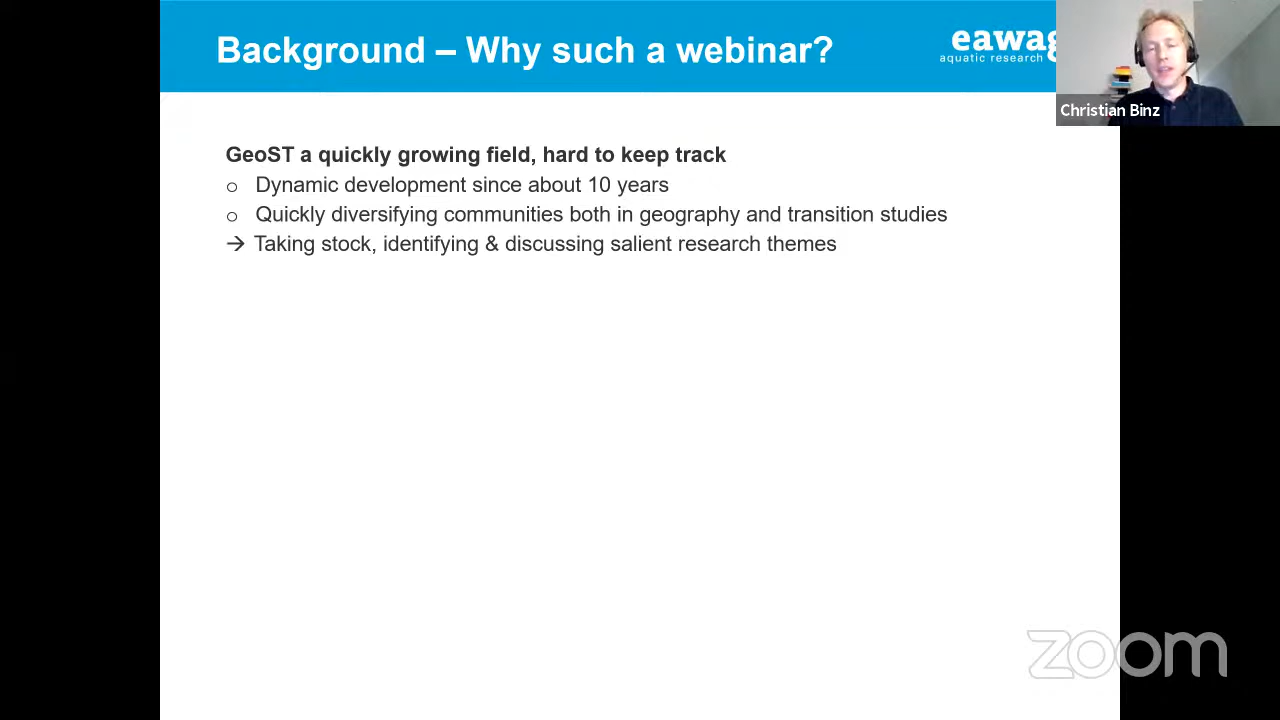 Background – Why such a webinar?
eawag
aquatic research
Christian Binz
GeoST a quickly growing field, hard to keep track
o Dynamic development since about 10 years
o Quickly diversifying communities both in geography and transition studies
→ Taking stock, identifying & discussing salient research themes
zoom